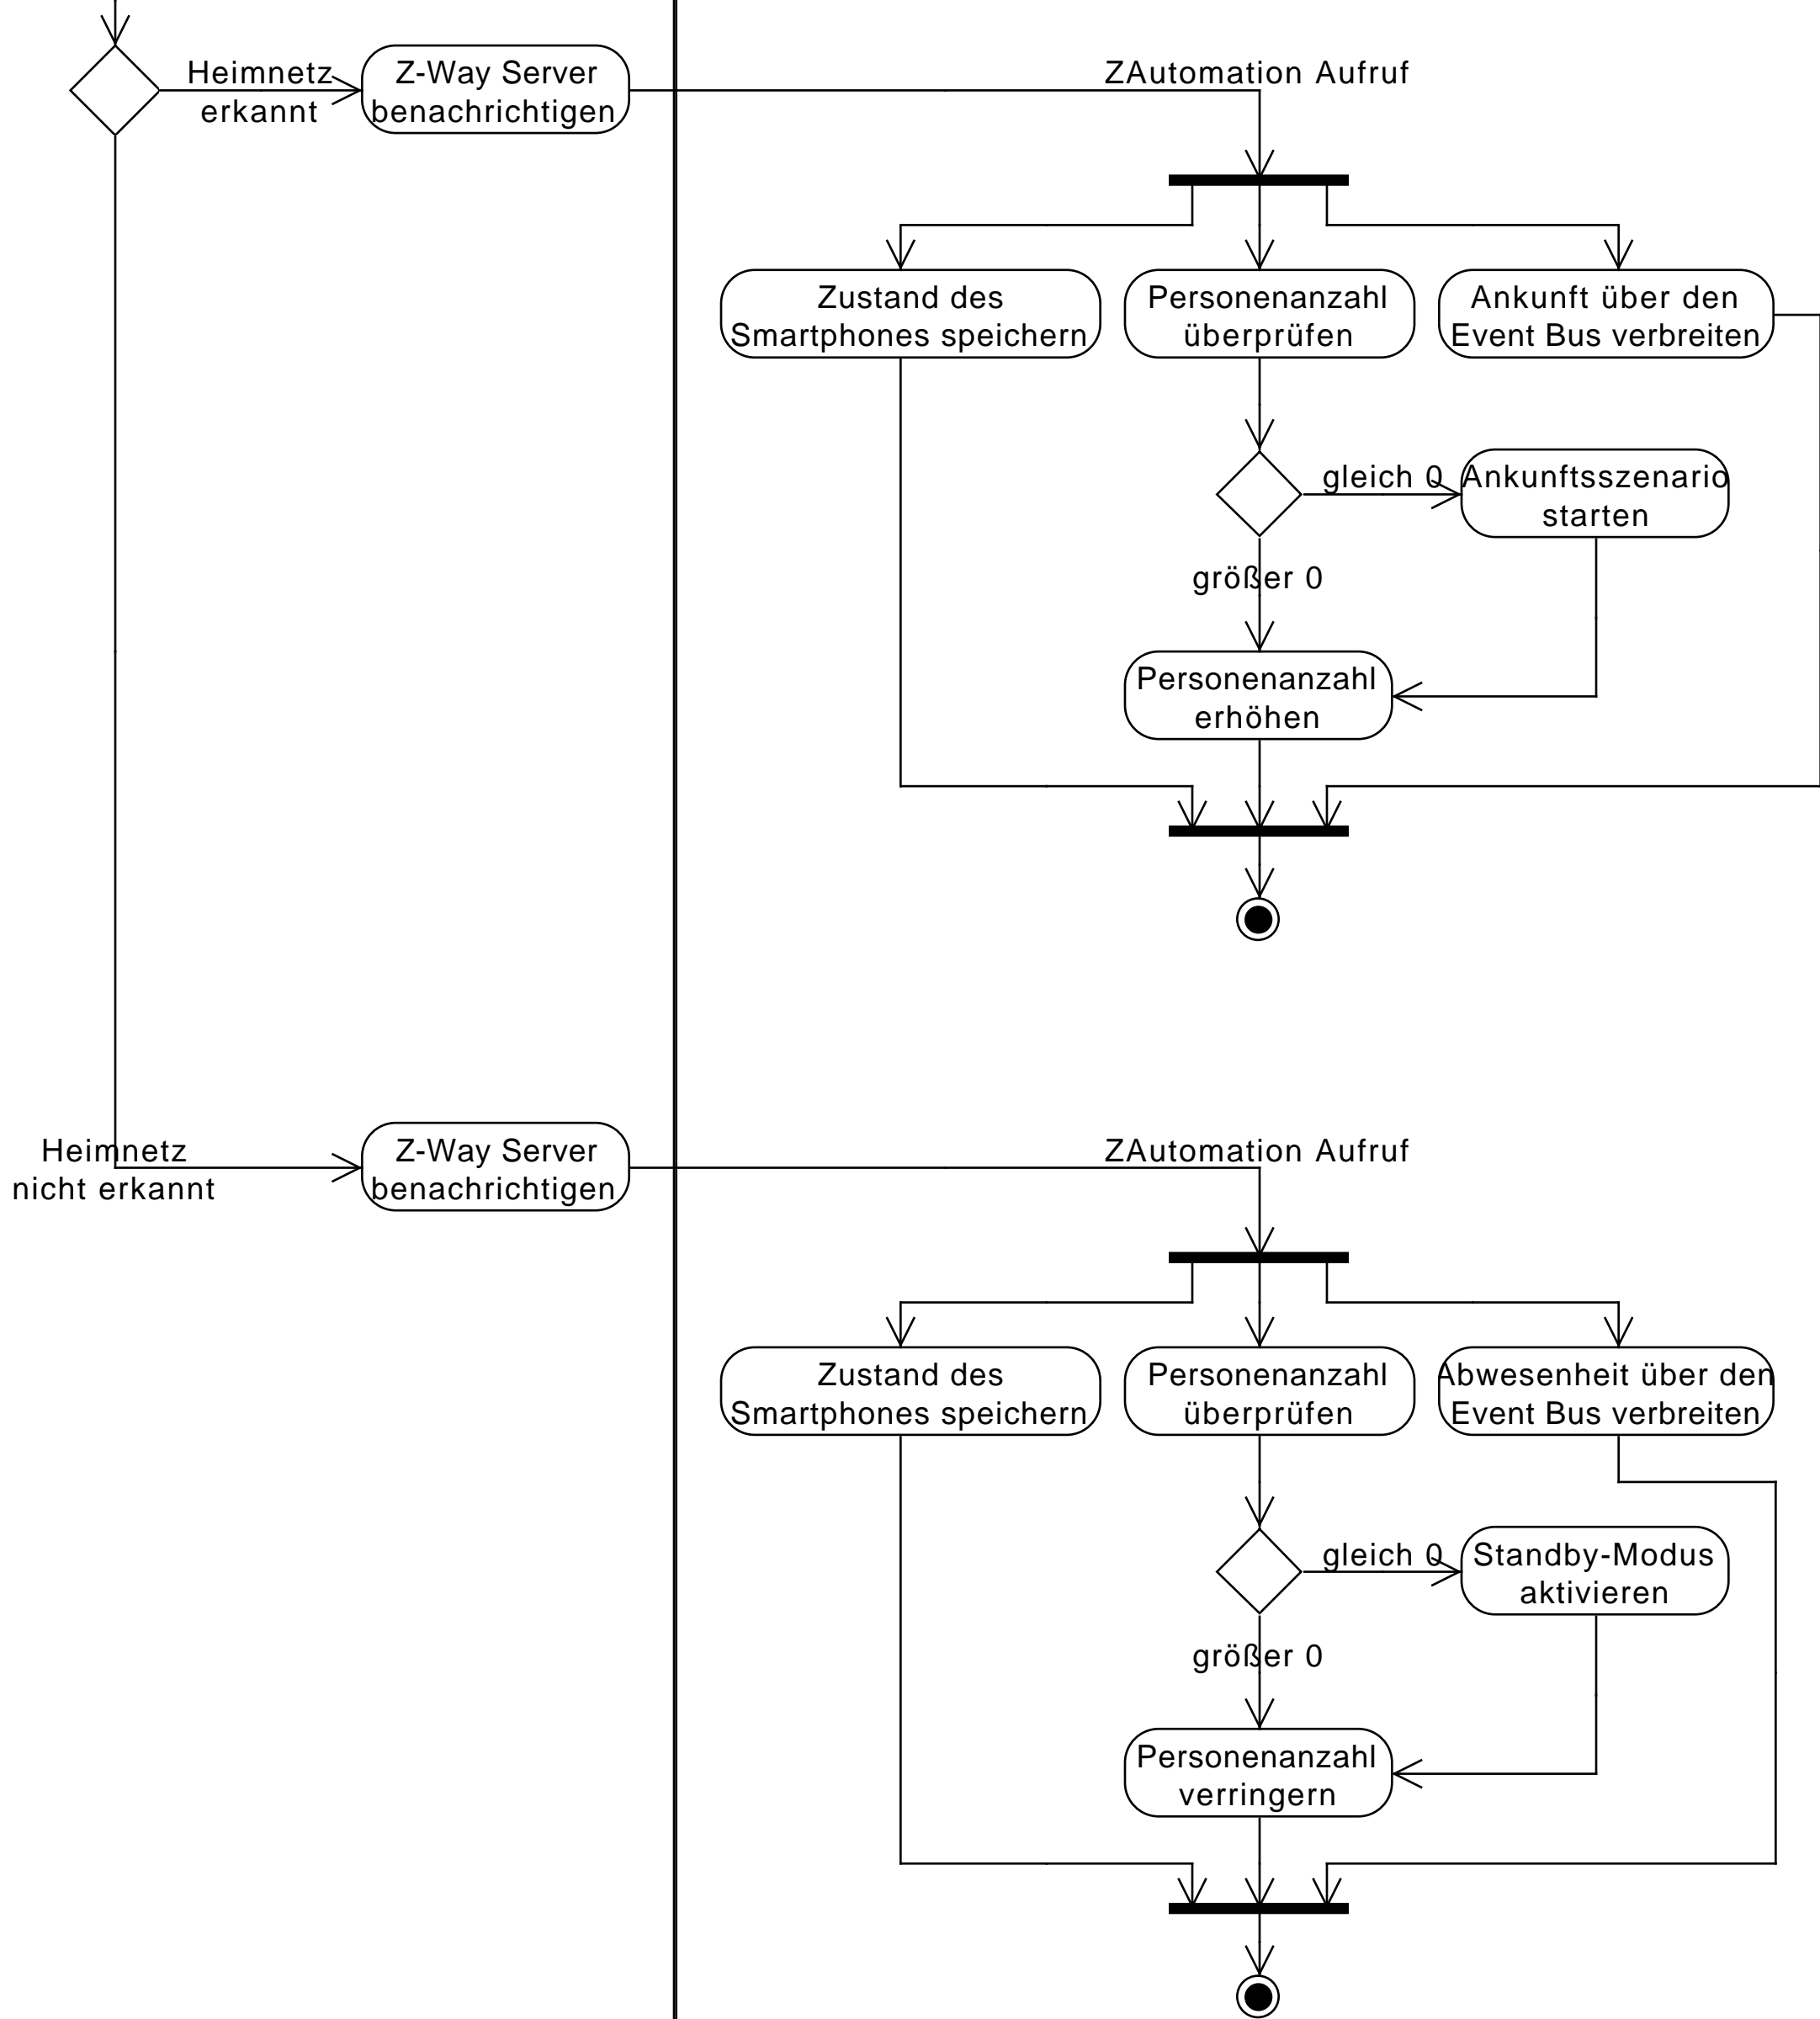 Heimnetz
erkannt
Z-Way Server
benachrichtigen
ZAutomation Aufruf
Zustand des
Smartphones speichern
Personenanzahl
überprüfen
Ankunft über den
Event Bus verbreiten
gleich 0
Ankunftsszenario
starten
größer 0
Personenanzahl
erhöhen
Heimnetz
nicht erkannt
Z-Way Server
benachrichtigen
ZAutomation Aufruf
Zustand des
Smartphones speichern
Personenanzahl
überprüfen
Abwesenheit über den
Event Bus verbreiten
gleich 0
Standby-Modus
aktivieren
größer 0
Personenanzahl
verringern